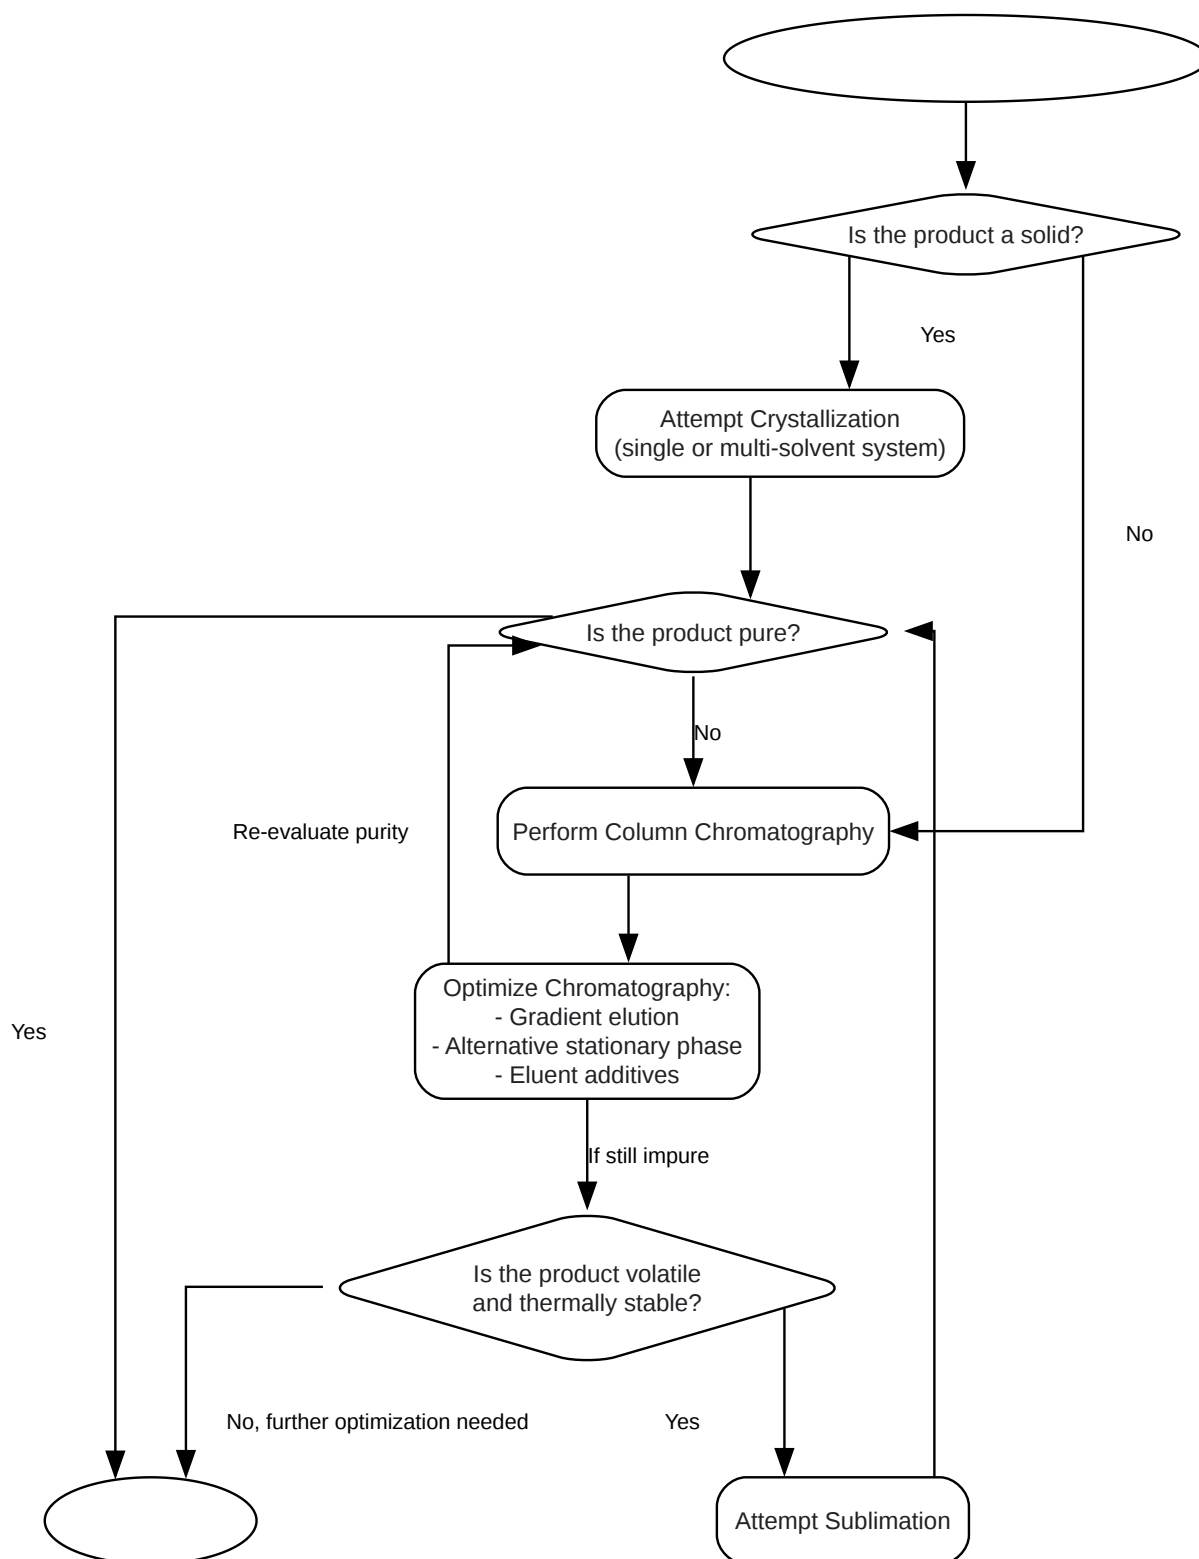 Is the product a solid?
Yes
Attempt Crystallization
(single or multi-solvent system)
No
Is the product pure?
No
Re-evaluate purity
Perform Column Chromatography
Optimize Chromatography:
- Gradient elution
- Alternative stationary phase
- Eluent additives
Yes
If still impure
Is the product volatile
and thermally stable?
No, further optimization needed
Yes
Attempt Sublimation